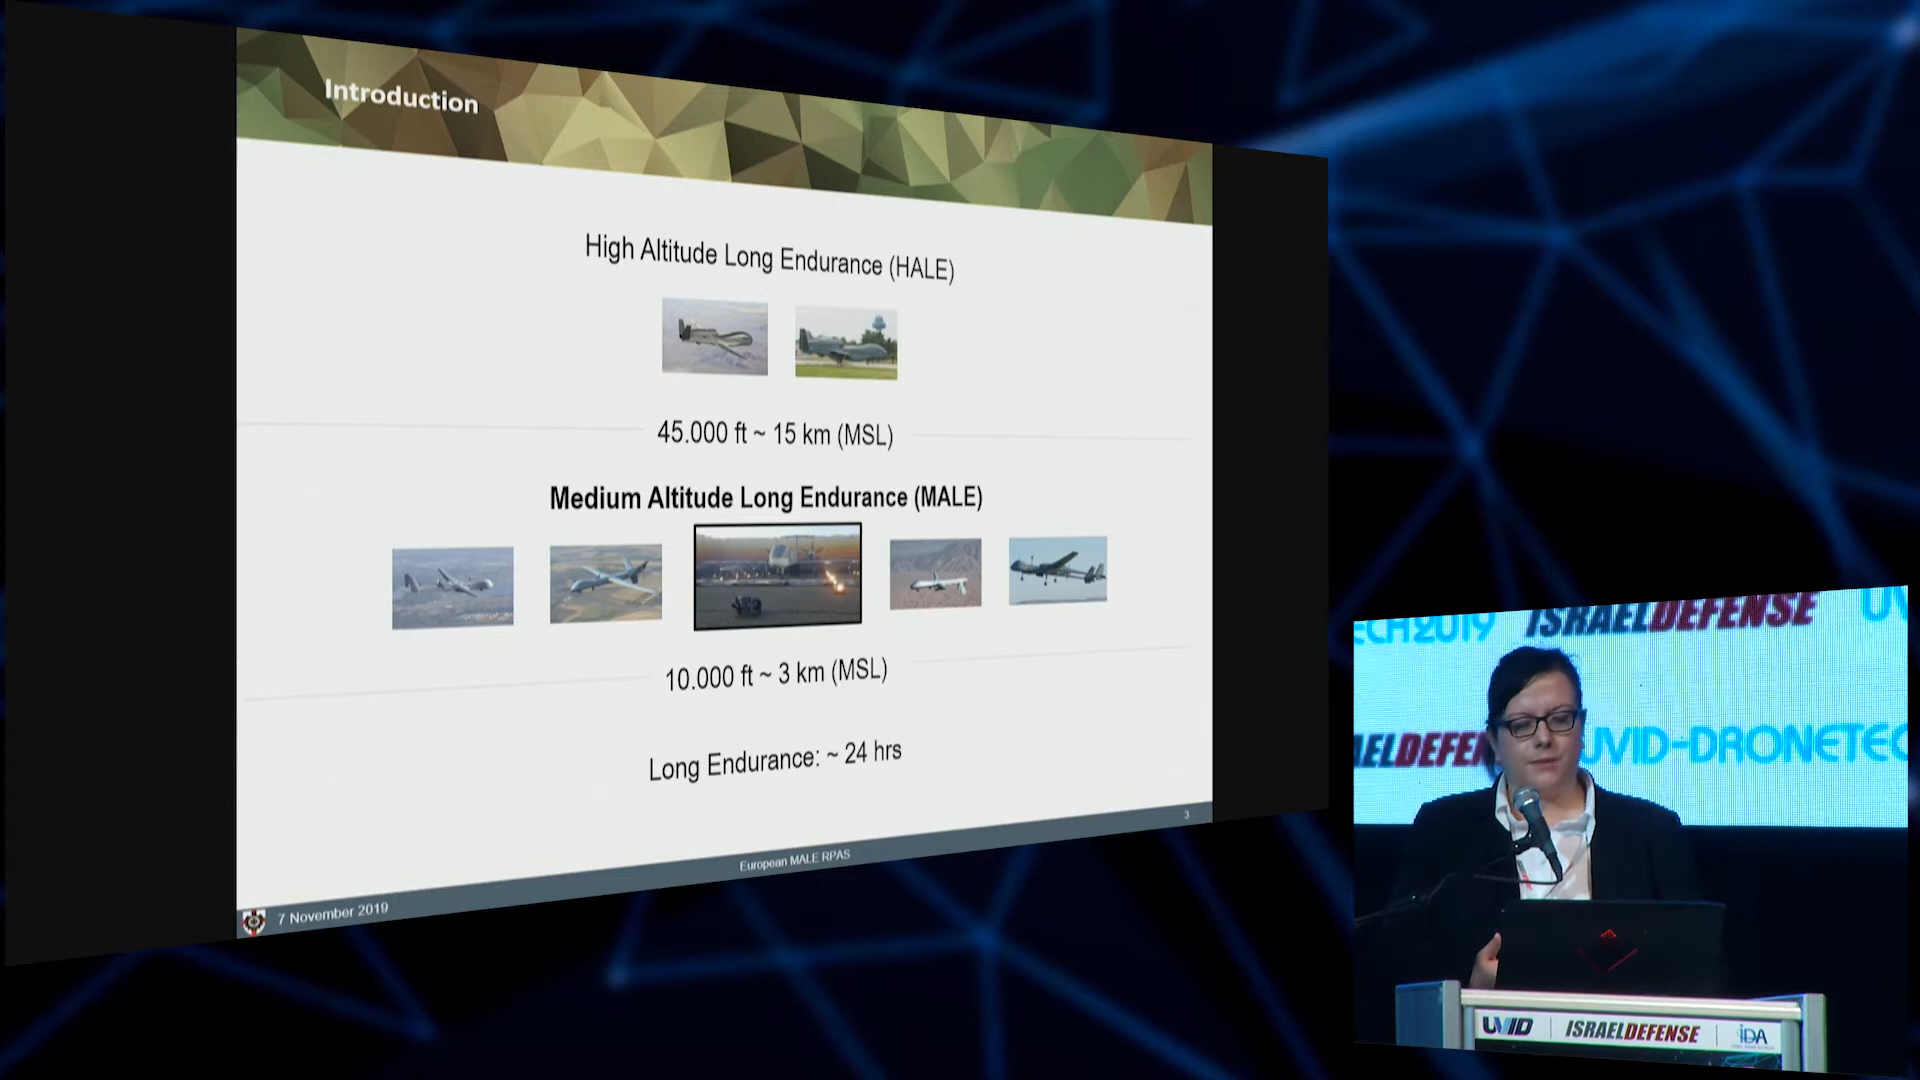 Introduction
High Altitude Long Endurance (HALE)
45.000 ft ~ 15 km (MSL)
Medium Altitude Long Endurance (MALE)
10.000 ft ~ 3 km (MSL)
Long Endurance: ~ 24 hrs
3
European MALE RPAS
7 November 2019
ECH2019 ISRAELDEFENSE UV
AELDEFEN UVID-DRONETEC
UVID ISRAELDEFENSE iDA